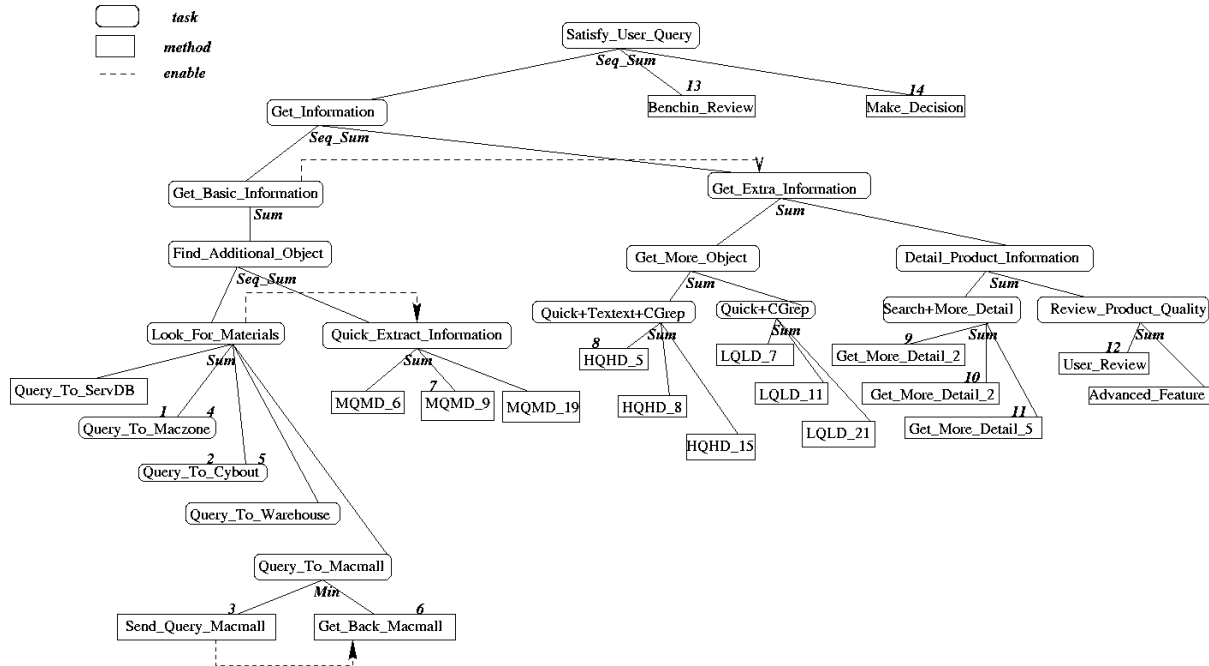 task
method
enable
Satisfy_User_Query
Seq_Sum
13
14
Benchin_Review
Make_Decision
Get_Information
Seq_Sum
Get_Basic_Information
Get_Extra_Information
Sum
Sum
Find_Additional_Object
Get_More_Object
Detail_Product_Information
Seq_Sum
Sum
Sum
Look_For_Materials
Quick_Extract_Information
Quick+Textext+CGrep
Quick+CGrep
Search+More_Detail
Review_Product_Quality
Sum
Sum
Sum
Sum
Sum
Sum
8
HQHD_5
LQLD_7
9
Get_More_Detail_2
12
User_Review
Query_To_ServDB
MQMD_6
7
MQMD_9
MQMD_19
HQHD_8
LQLD_11
10
Get_More_Detail_2
Advanced_Feature
1
4
Query_To_Maczone
HQHD_15
LQLD_21
11
Get_More_Detail_5
2
5
Query_To_Cybout
Query_To_Warehouse
Query_To_Macmall
Min
3
6
Send_Query_Macmall
Get_Back_Macmall